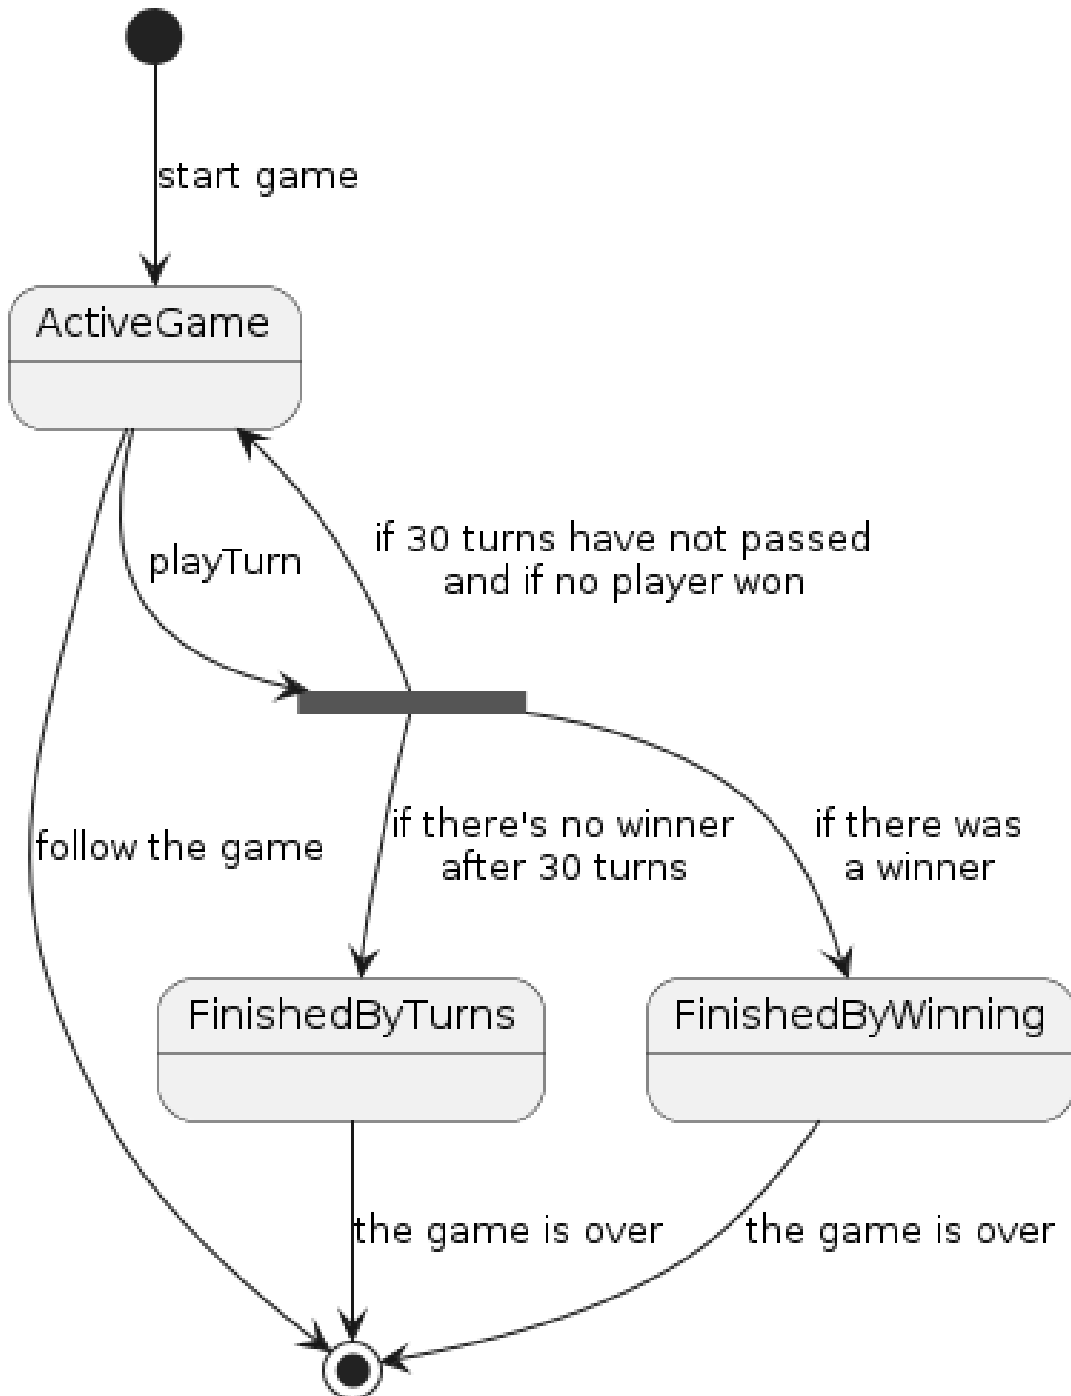 start game
ActiveGame
if 30 turns have not passed
and if no player won
playTurn
if there's no winner
after 30 turns
if there was
a winner
follow the game
FinishedByTurns
FinishedByWinning
the game is over
the game is over